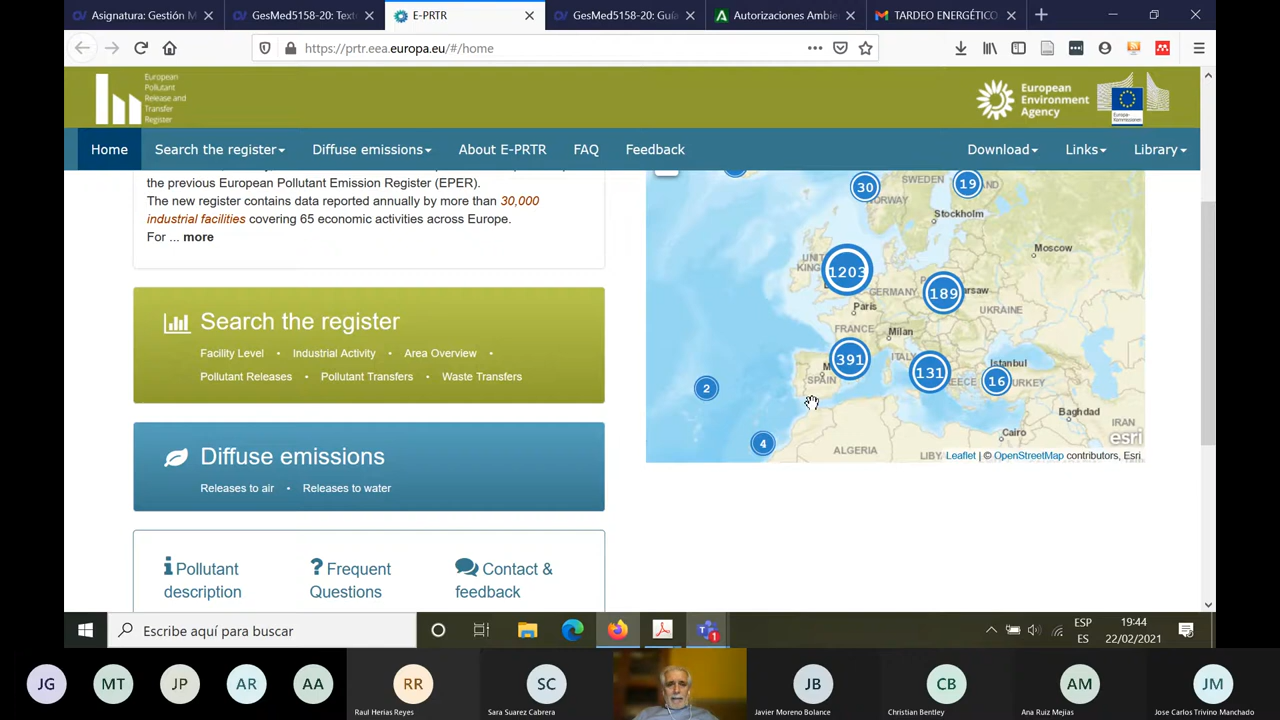 Asignatura: Gestión M
GesMed5158-20: Texto
E-PRTR
GesMed5158-20: Guía
Autorizaciones Ambie
TARDEO ENERGÉTICO
https://prtr.eea.europa.eu/#/home
European
Pollutant
Release and
Transfer
Register
European
Environment
Agency
Home
Search the register
Diffuse emissions
About E-PRTR
FAQ
Feedback
Download
Links
Library
the previous European Pollutant Emission Register (EPER).
The new register contains data reported annually by more than 30,000
industrial facilities covering 65 economic activities across Europe.
For ... more
Search the register
Facility Level • Industrial Activity • Area Overview •
Pollutant Releases • Pollutant Transfers • Waste Transfers
Diffuse emissions
Releases to air • Releases to water
Pollutant
description
Frequent
Questions
Contact &
feedback
SWEDEN
30
19
NORWAY
Stockholm
Moscow
UNITED
KINGDOM
1203
GERMANY
189
Paris
UKRAINE
FRANCE
Milan
391
ITALY
SPAIN
131
Istanbul
16
TURKEY
2
Baghdad
IRAN
Cairo
4
ALGERIA
esri
Leaflet | © OpenStreetMap contributors, Esri
Escribe aquí para buscar
1
ESP
ES
19:44
22/02/2021
JG
MT
JP
AR
AA
RR
Raul Herias Reyes
SC
Sara Suarez Cabrera
JB
Javier Moreno Bolance
CB
Christian Bentley
AM
Ana Ruiz Mejias
JM
Jose Carlos Trivino Manchado